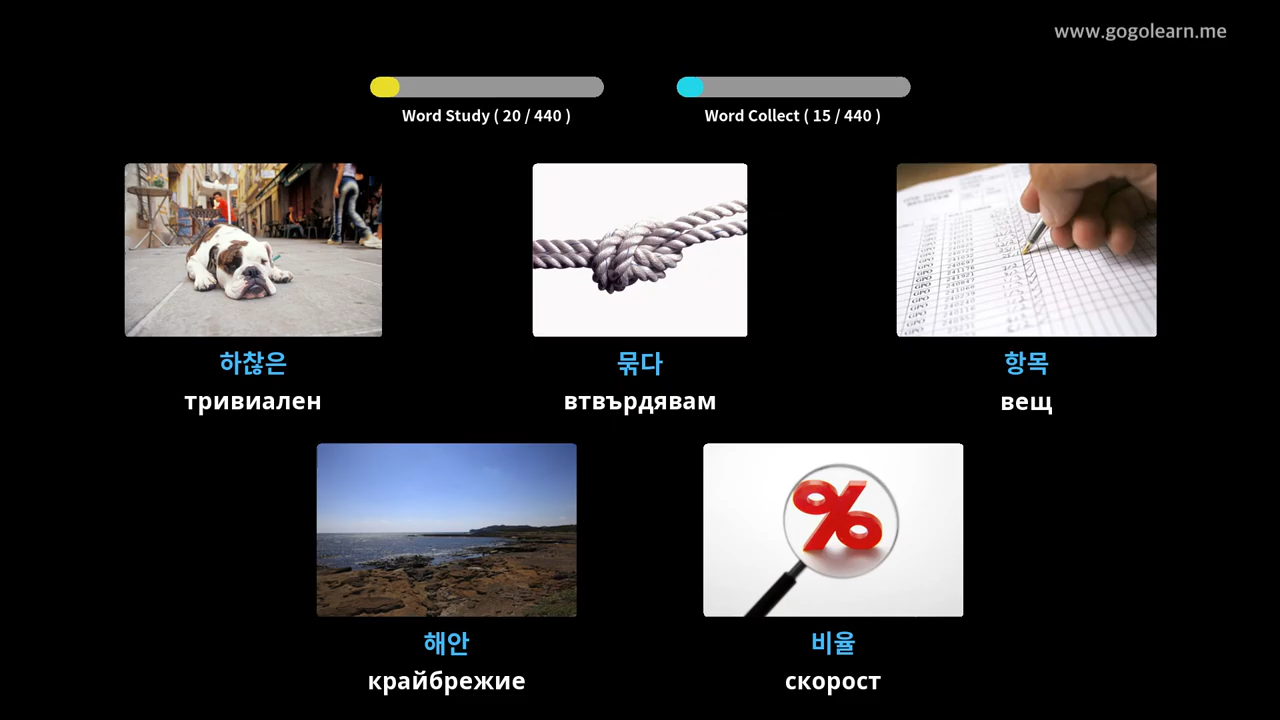 www.gogolearn.me
Word Study ( 20 / 440 )
Word Collect ( 15 / 440 )
하찮은
тривиален
묶다
втвърдявам
항목
вещ
해안
крайбрежие
비율
скорост